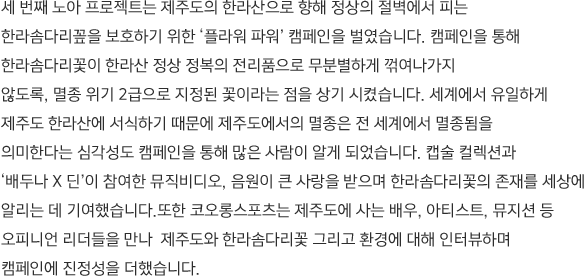 세 번째 노아 프로젝트는 제주도의 한라산으로 향해 정상의 절벽에서 피는
한라솜다리꽃을 보호하기 위한 ‘플라워 파워’ 캠페인을 벌였습니다. 캠페인을 통해
한라솜다리꽃이 한라산 정상 정복의 전리품으로 무분별하게 꺾여나가지
않도록, 멸종 위기 2급으로 지정된 꽃이라는 점을 상기 시켰습니다. 세계에서 유일하게
제주도 한라산에 서식하기 때문에 제주도에서의 멸종은 전 세계에서 멸종됨을
의미한다는 심각성도 캠페인을 통해 많은 사람이 알게 되었습니다. 캡술 컬렉션과
‘배두나 X 딘’이 참여한 뮤직비디오, 음원이 큰 사랑을 받으며 한라솜다리꽃의 존재를 세상에
알리는 데 기여했습니다.또한 코오롱스포츠는 제주도에 사는 배우, 아티스트, 뮤지션 등
오피니언 리더들을 만나  제주도와 한라솜다리꽃 그리고 환경에 대해 인터뷰하며
캠페인에 진정성을 더했습니다.